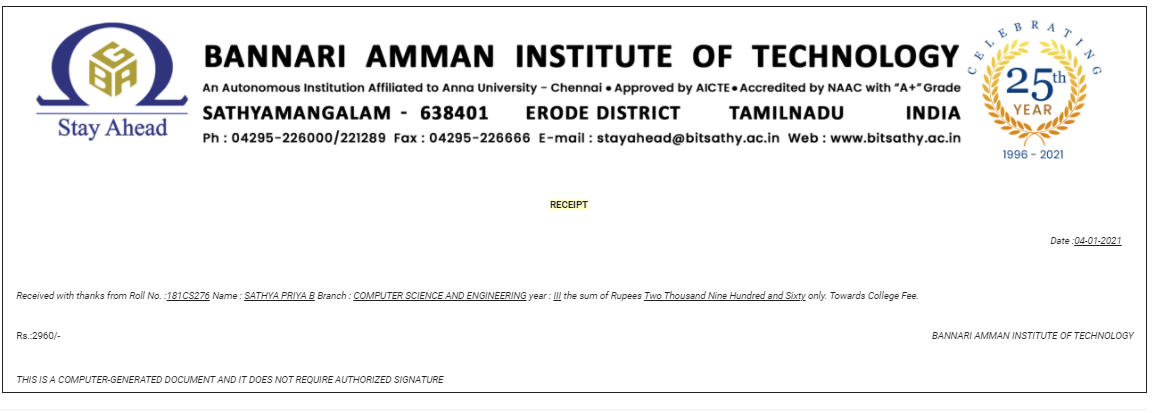 BANNARI AMMAN INSTITUTE OF TECHNOLOGY
An Autonomous Institution Affiliated to Anna University - Chennai • Approved by AICTE • Accredited by NAAC with "A+" Grade
SATHYAMANGALAM - 638401 ERODE DISTRICT TAMILNADU INDIA
Ph : 04295-226000/221289 Fax : 04295-226666 E-mail : stayahead@bitsathy.ac.in Web : www.bitsathy.ac.in
Stay Ahead
CELEBRATING
25th
YEAR
1996 - 2021
RECEIPT
Date :04-01-2021
Received with thanks from Roll No. :181CS276 Name : SATHYA PRIYA B Branch : COMPUTER SCIENCE AND ENGINEERING year : III the sum of Rupees Two Thousand Nine Hundred and Sixty only. Towards College Fee.
Rs.:2960/- BANNARI AMMAN INSTITUTE OF TECHNOLOGY
THIS IS A COMPUTER-GENERATED DOCUMENT AND IT DOES NOT REQUIRE AUTHORIZED SIGNATURE